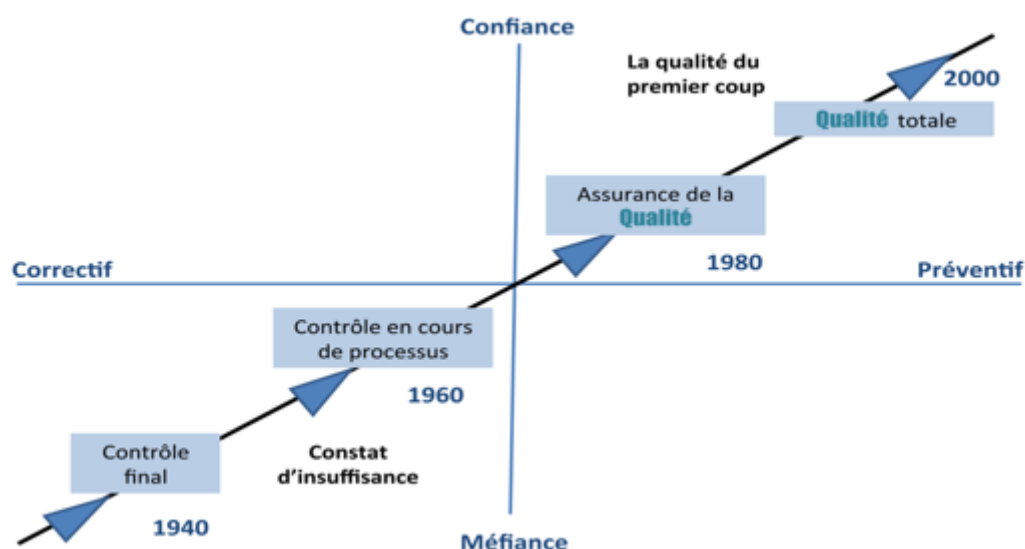 Confiance
La qualité du
premier coup
2000
Qualité totale
Assurance de la
Qualité
1980
Correctif
Préventif
Contrôle en cours
de processus
1960
Constat
d'insuffisance
Contrôle
final
1940
Méfiance